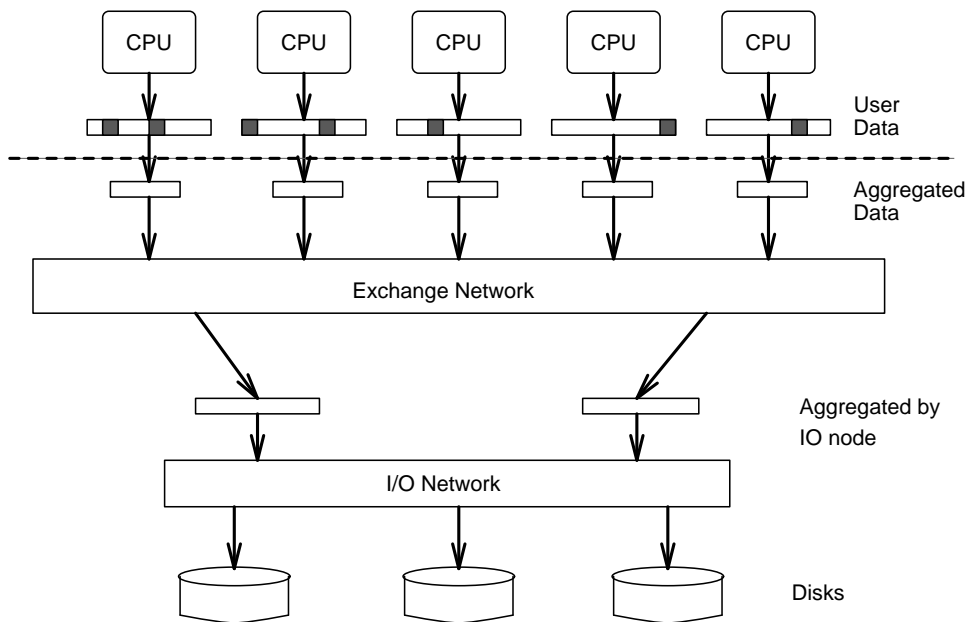 CPU
CPU
CPU
CPU
CPU
User
Data
Aggregated
Data
Exchange Network
Aggregated by
IO node
I/O Network
Disks